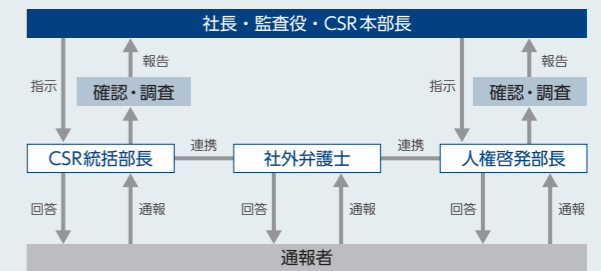 社長・監査役・CSR本部長
報告
報告
指示
確認・調査
指示
確認・調査
連携
連携
CSR統括部長
社外弁護士
人権啓発部長
回答
通報
回答
通報
回答
通報
通報者